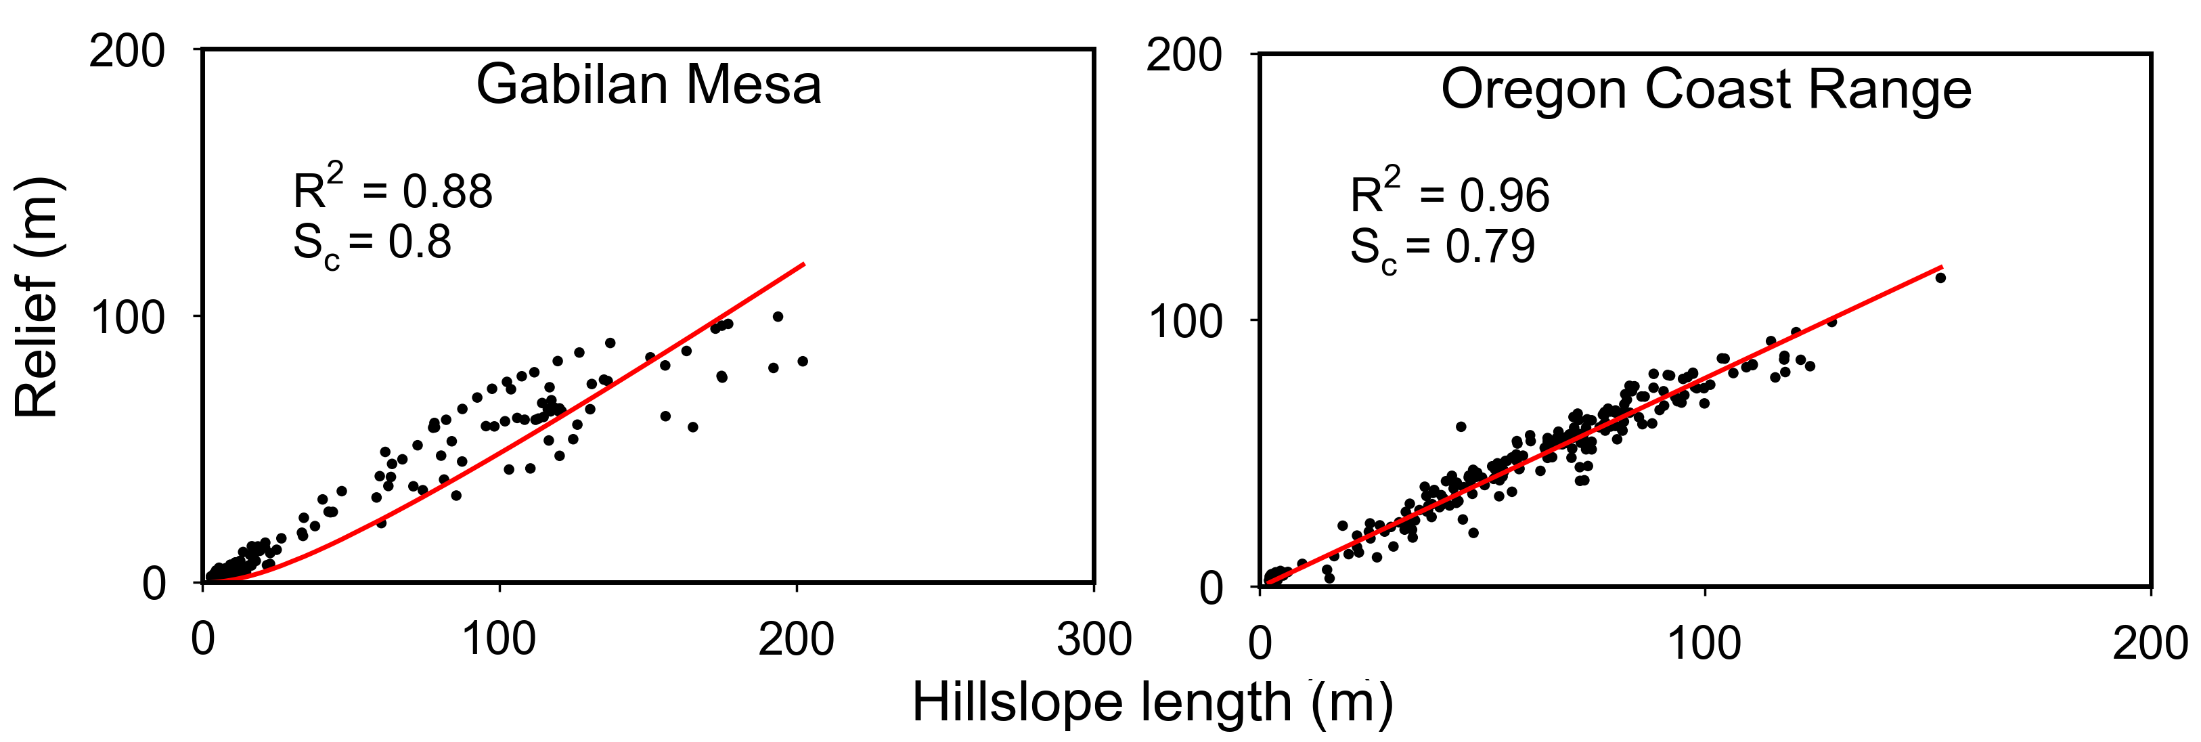 Gabilan Mesa
R² = 0.88
Sc = 0.8
Relief (m)
200
100
0
0 100 200 300
Oregon Coast Range
R² = 0.96
Sc = 0.79
200
100
0
0 100 200
Hillslope length (m)